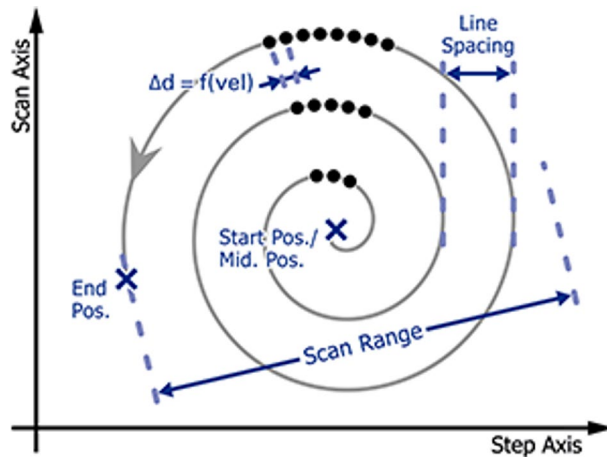 Line
Spacing
Scan Axis
Δd = f(vel)
Start Pos./
Mid. Pos.
End
Pos.
Scan Range
Step Axis